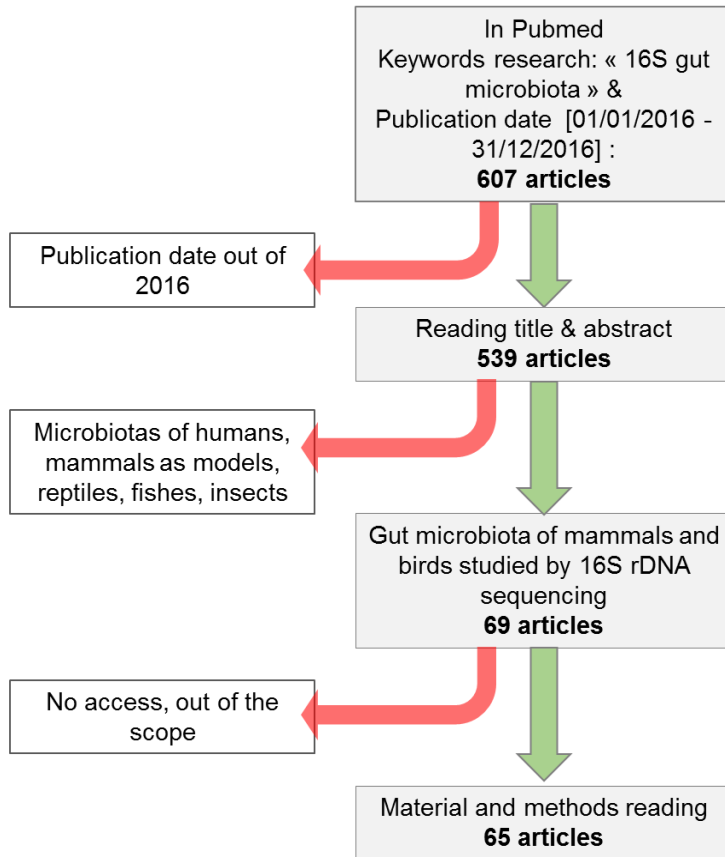 In Pubmed
Keywords research: « 16S gut
microbiota » &
Publication date [01/01/2016 -
31/12/2016] :
607 articles
Publication date out of
2016
Reading title & abstract
539 articles
Microbiotas of humans,
mammals as models,
reptiles, fishes, insects
Gut microbiota of mammals and
birds studied by 16S rDNA
sequencing
69 articles
No access, out of the
scope
Material and methods reading
65 articles